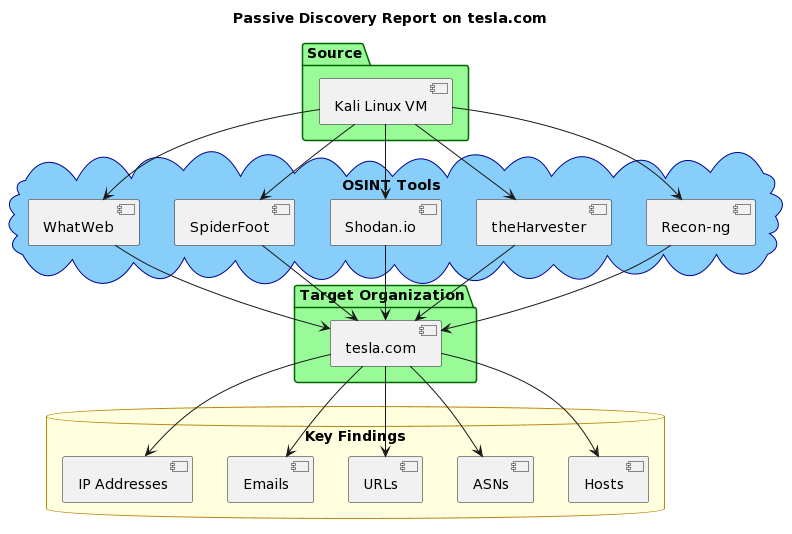 Passive Discovery Report on tesla.com
Source
Kali Linux VM
OSINT Tools
WhatWeb
SpiderFoot
Shodan.io
theHarvester
Recon-ng
Target Organization
tesla.com
Key Findings
IP Addresses
Emails
URLs
ASNs
Hosts